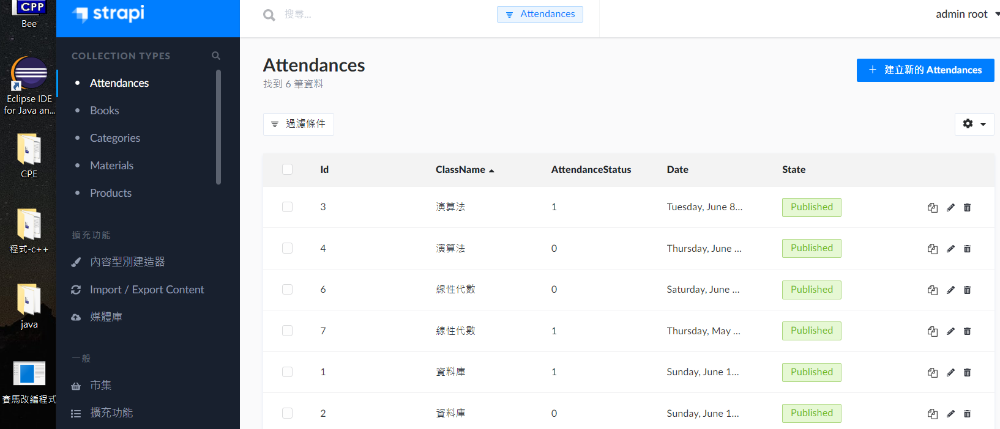 CPP
Bee
Eclipse IDE
for Java an...
CPE
程式-c++
java
賽馬改編程式
strapi
COLLECTION TYPES
Attendances
Books
Categories
Materials
Products
擴充功能
內容型別建造器
Import / Export Content
媒體庫
一般
市集
擴充功能
搜尋...
Attendances
admin root
Attendances
找到 6 筆資料
建立新的 Attendances
過濾條件
Id ClassName AttendanceStatus Date State
3 演算法 1 Tuesday, June 8... Published
4 演算法 0 Thursday, June ... Published
6 線性代數 0 Saturday, June ... Published
7 線性代數 1 Thursday, May ... Published
1 資料庫 1 Sunday, June 1... Published
2 資料庫 0 Sunday, June 1... Published